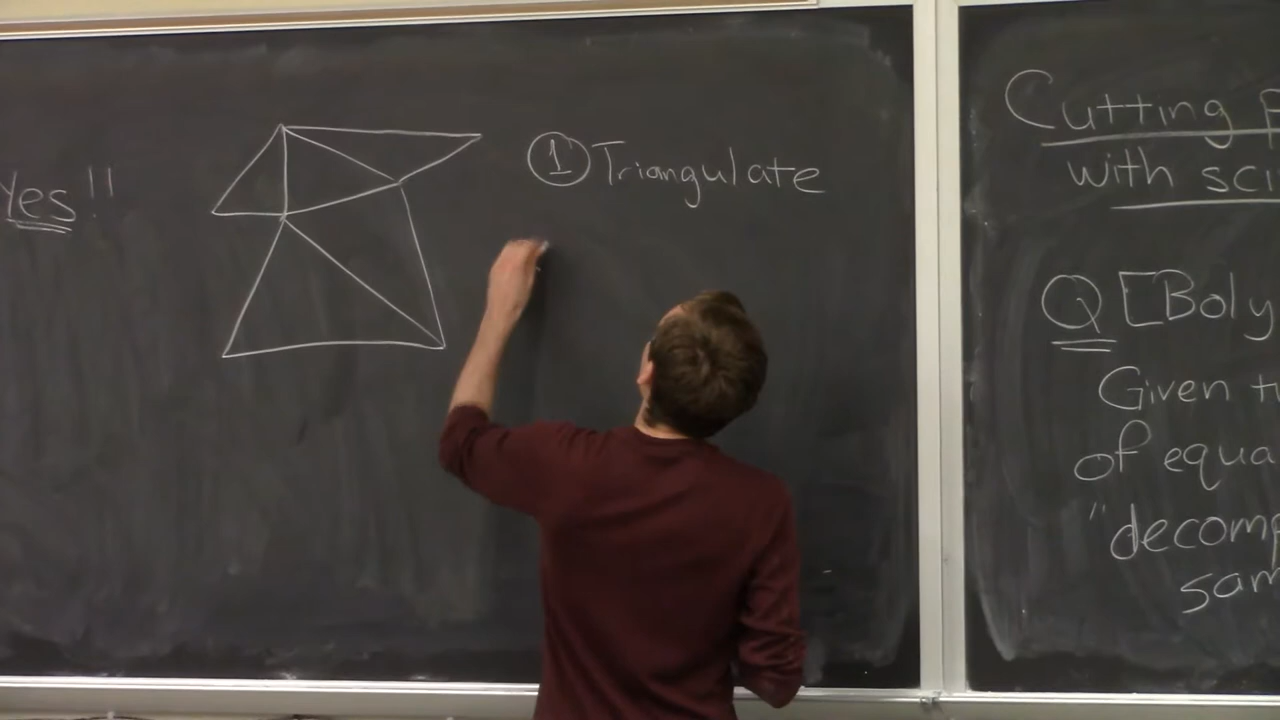 Yes!!
① Triangulate
Cutting
with sci
Q [Boly
Given t
of equa
"decomp
sam